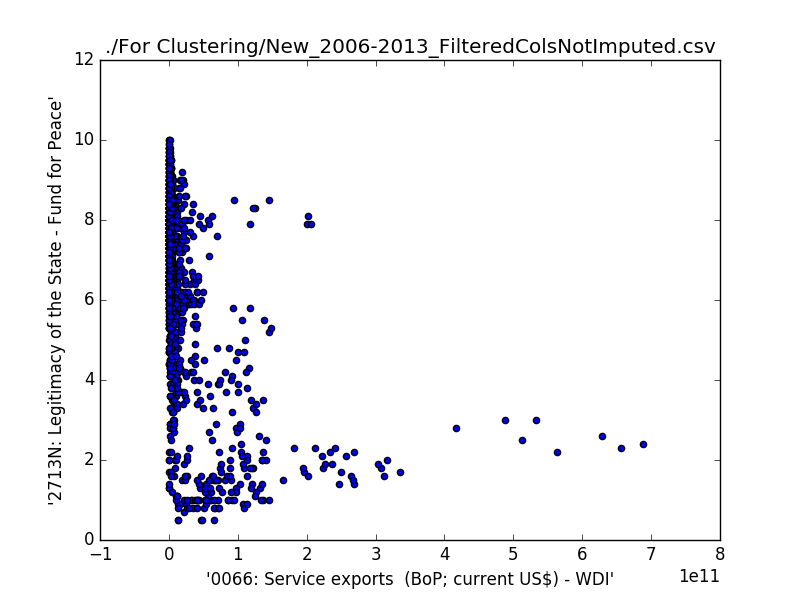 ./For Clustering/New_2006-2013_FilteredColsNotImputed.csv
12
10
8
6
4
2
0
'2713N: Legitimacy of the State - Fund for Peace'
−1 0 1 2 3 4 5 6 7 8
1e11
'0066: Service exports  (BoP; current US$) - WDI'